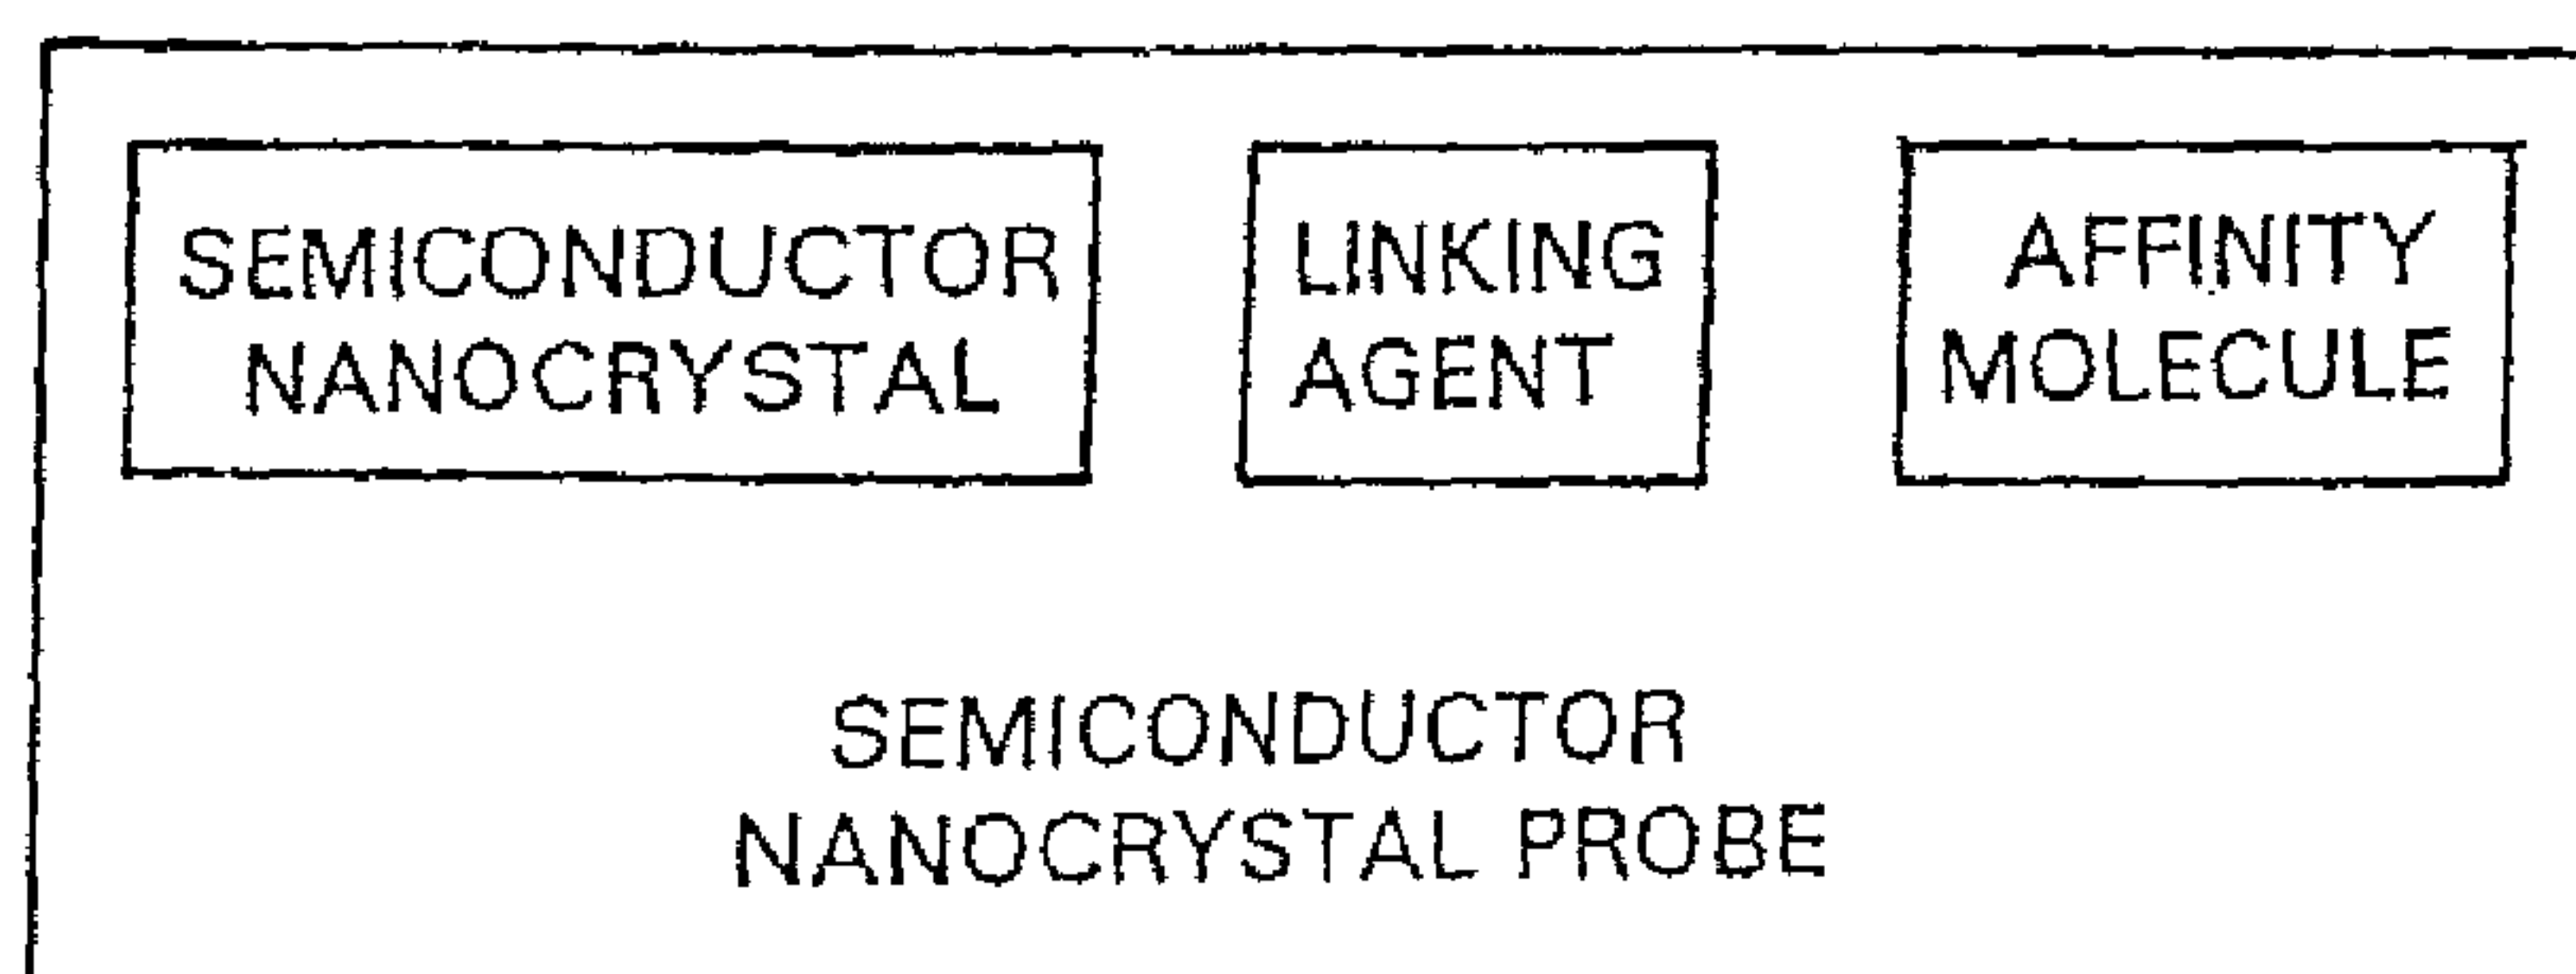 SEMICONDUCTOR
NANOCRYSTAL
LINKING
AGENT
AFFINITY
MOLECULE
SEMICONDUCTOR
NANOCRYSTAL PROBE